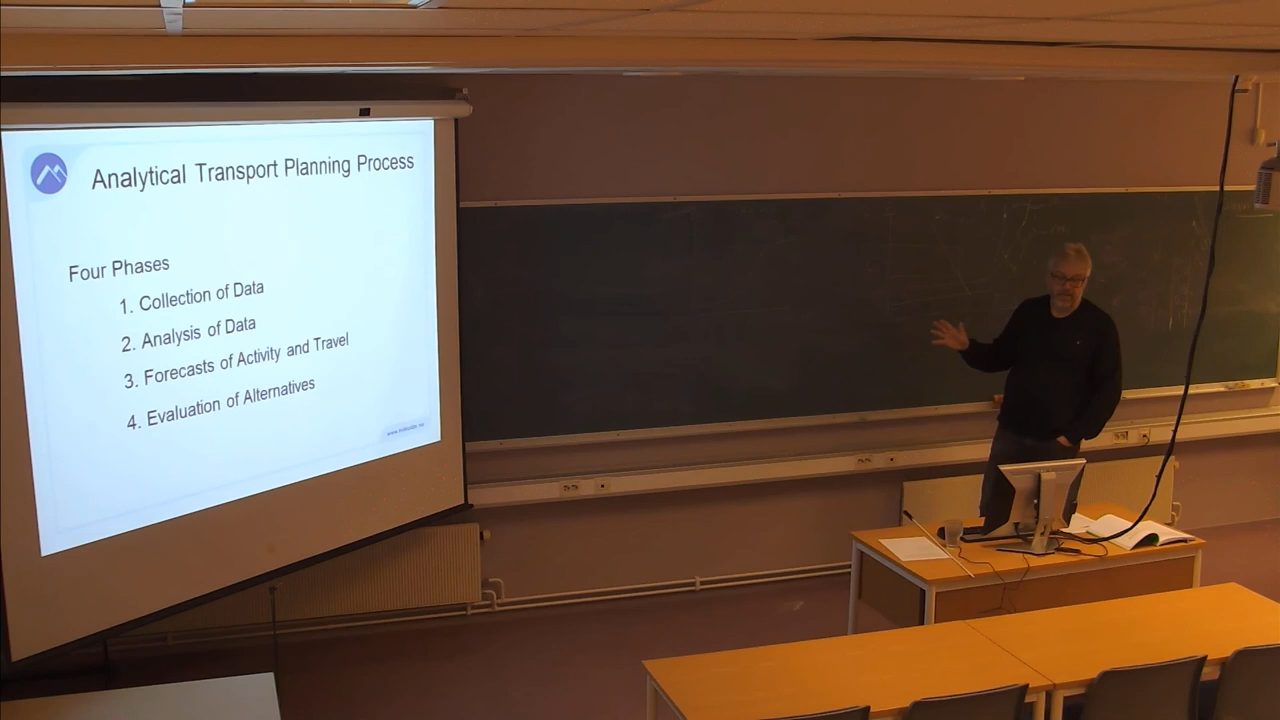 Analytical Transport Planning Process
Four Phases
1. Collection of Data
2. Analysis of Data
3. Forecasts of Activity and Travel
4. Evaluation of Alternatives